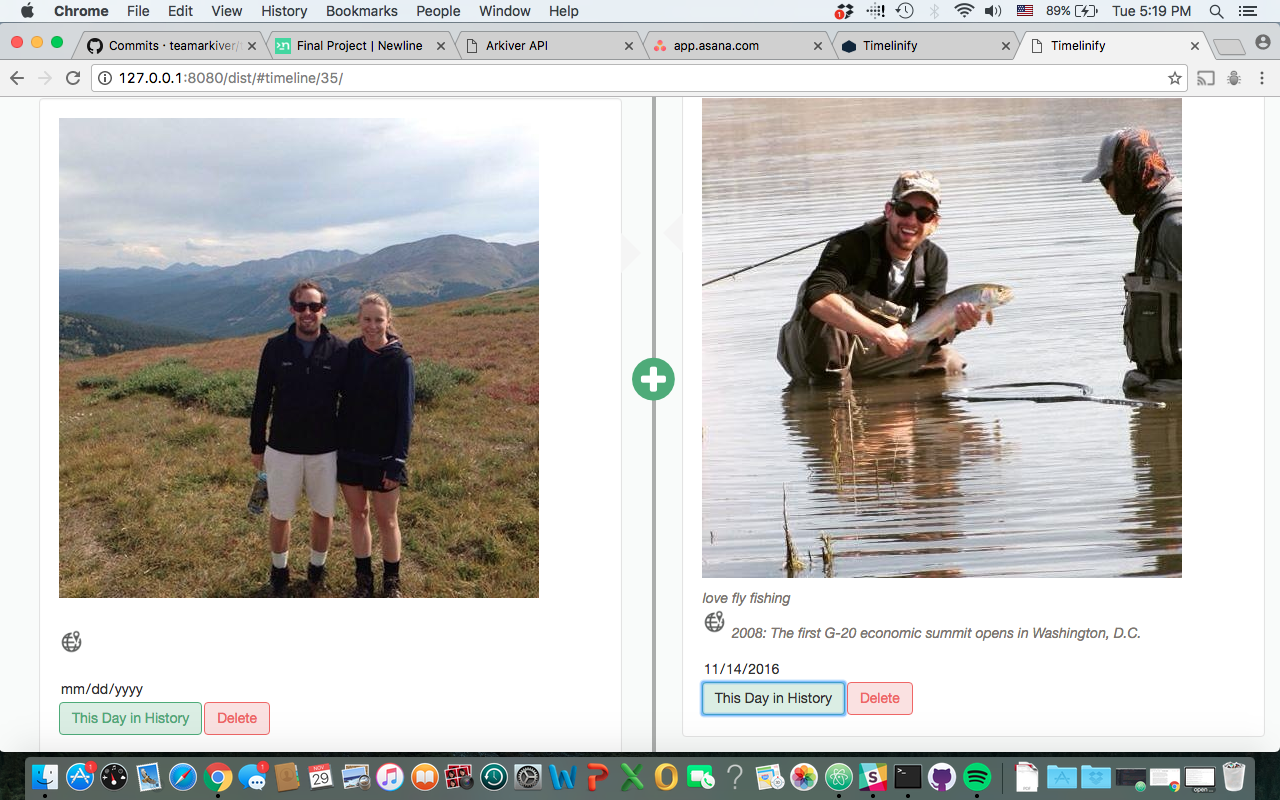 Chrome File Edit View History Bookmarks People Window Help 89% Tue 5:19 PM
Commits · teamarkiver/ Final Project | Newline Arkiver API app.asana.com Timelinify Timelinify
127.0.0.1:8080/dist/#timeline/35/
mm/dd/yyyy
This Day in History Delete
love fly fishing
2008: The first G-20 economic summit opens in Washington, D.C.
11/14/2016
This Day in History Delete
NOV
29